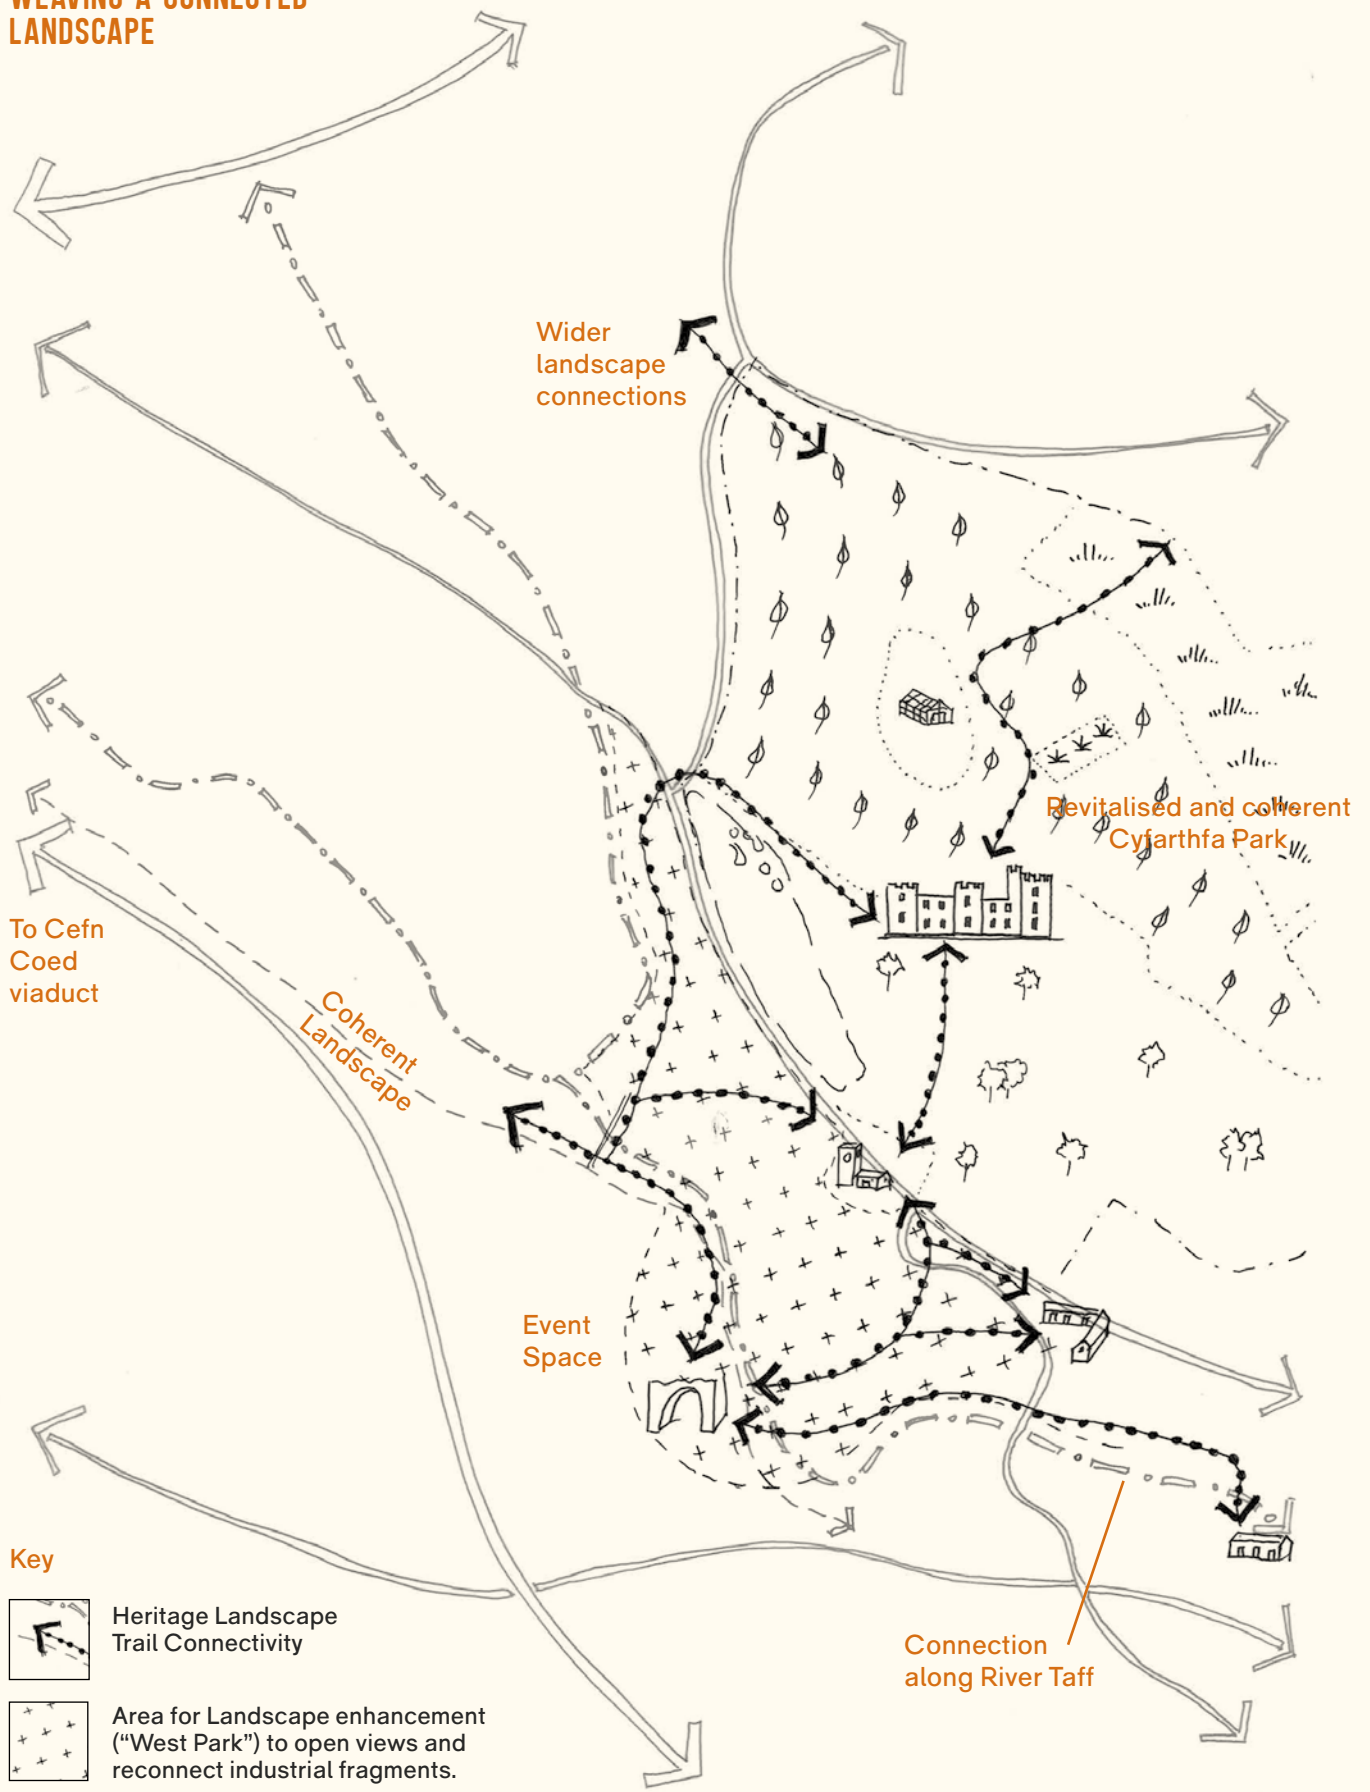 WEAVING A CONNECTED
LANDSCAPE
Wider
landscape
connections
Revitalised and coherent
Cyfarthfa Park
To Cefn
Coed
viaduct
Coherent
Landscape
Event
Space
Connection
along River Taff
Key
Heritage Landscape
Trail Connectivity
Area for Landscape enhancement
(“West Park”) to open views and
reconnect industrial fragments.